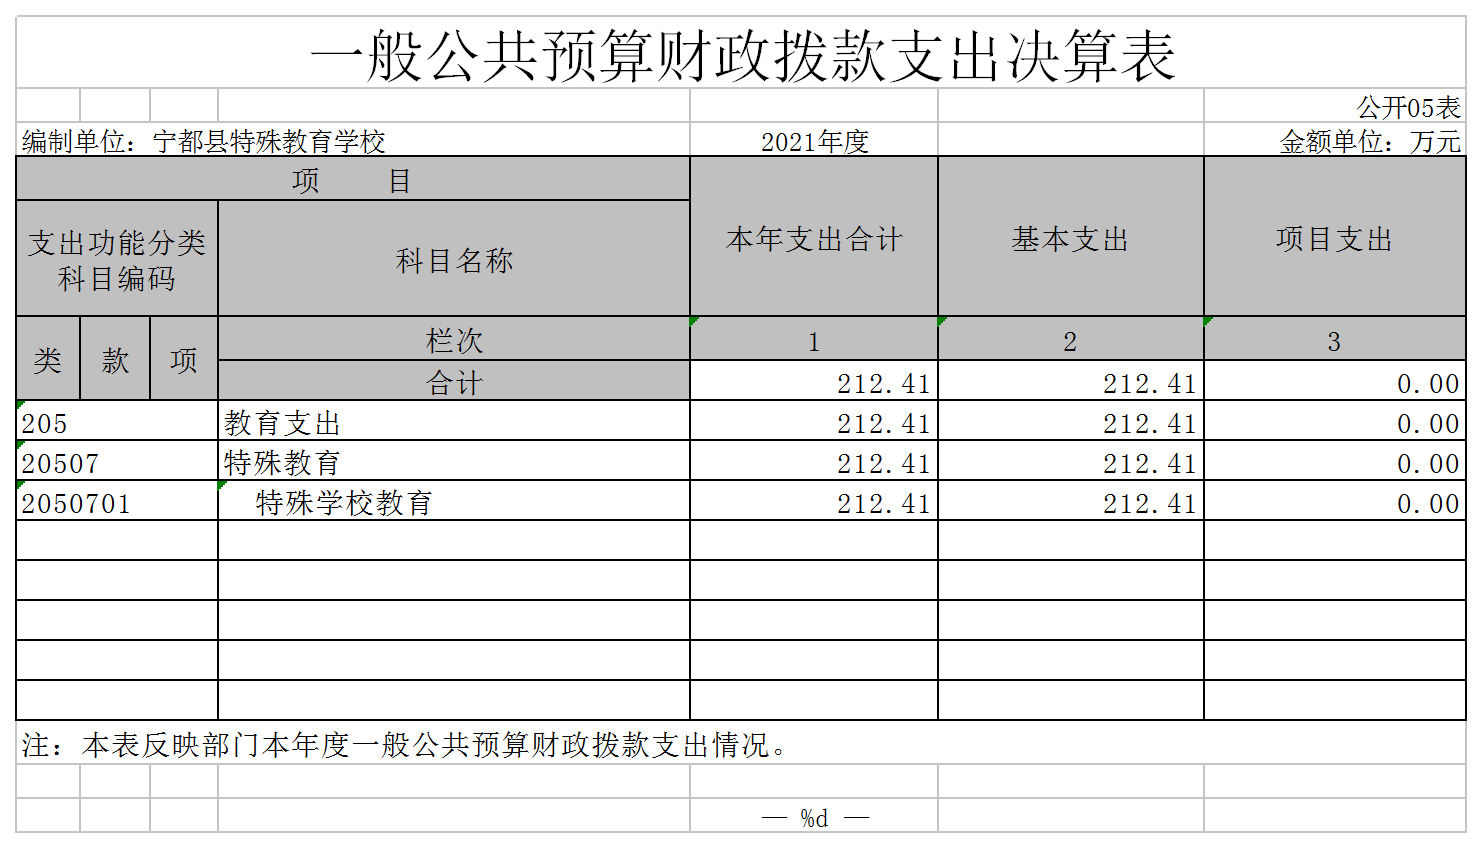 一般公共预算财政拨款支出决算表
公开05表
编制单位：宁都县特殊教育学校 2021年度 金额单位：万元
项 目
支出功能分类
科目编码
科目名称
本年支出合计
基本支出
项目支出
类 款 项
栏次 1 2 3
合计 212.41 212.41 0.00
205 教育支出 212.41 212.41 0.00
20507 特殊教育 212.41 212.41 0.00
2050701 特殊学校教育 212.41 212.41 0.00
注：本表反映部门本年度一般公共预算财政拨款支出情况。
— %d —